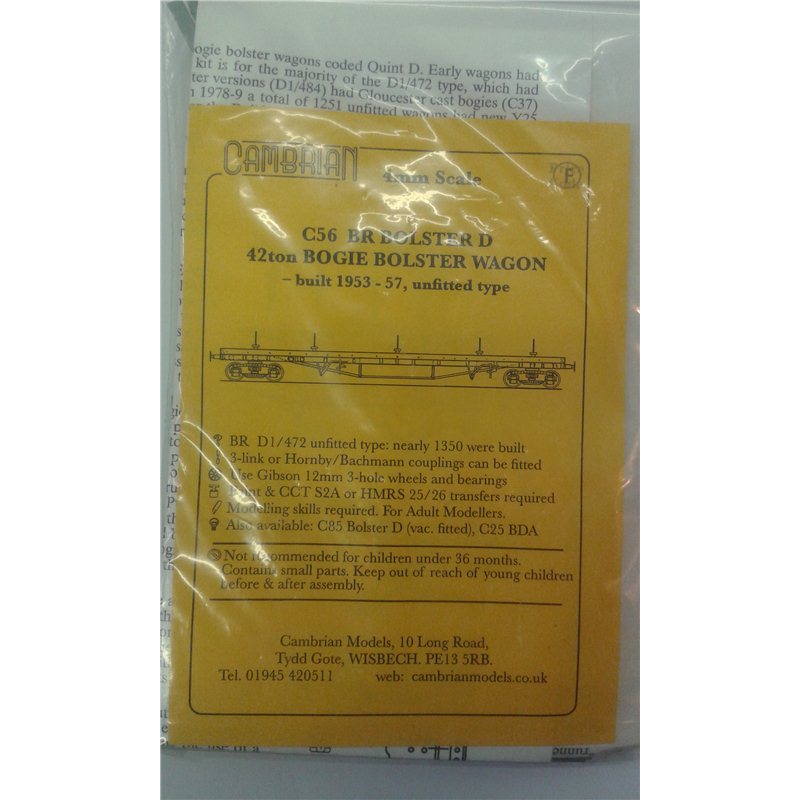 ogie bolster wagons coded Quint D. Early wagons had
kit is for the majority of the D1/472 type, which had
ter versions (D1/484) had Gloucester cast bogies (C37)
1978-9 a total of 1251 unfitted wagons had new Y25
CAMBRIAN
4mm Scale
F
C56 BR BOLSTER D
42ton BOGIE BOLSTER WAGON
– built 1953 - 57, unfitted type
BR D1/472 unfitted type: nearly 1350 were built
3-link or Hornby/Bachmann couplings can be fitted
Use Gibson 12mm 3-hole wheels and bearings
Paint & CCT S2A or HMRS 25/26 transfers required
Modelling skills required. For Adult Modellers.
Also available: C85 Bolster D (vac. fitted), C25 BDA
Not recommended for children under 36 months.
Contains small parts. Keep out of reach of young children
before & after assembly.
Cambrian Models, 10 Long Road,
Tydd Gote, WISBECH. PE13 5RB.
Tel. 01945 420511 web: cambrianmodels.co.uk